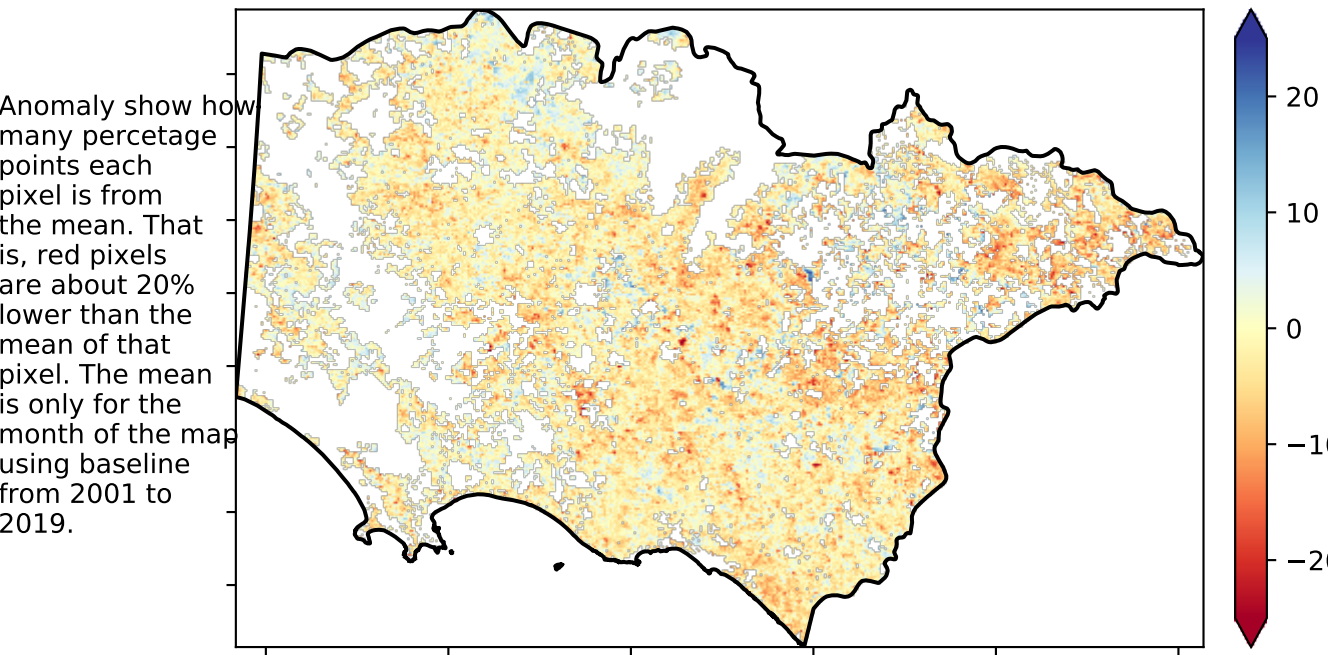 Anomaly show how
many percetage
points each
pixel is from
the mean. That
is, red pixels
are about 20%
lower than the
mean of that
pixel. The mean
is only for the
month of the map
using baseline
from 2001 to
2019.
20
10
0
−10
−20